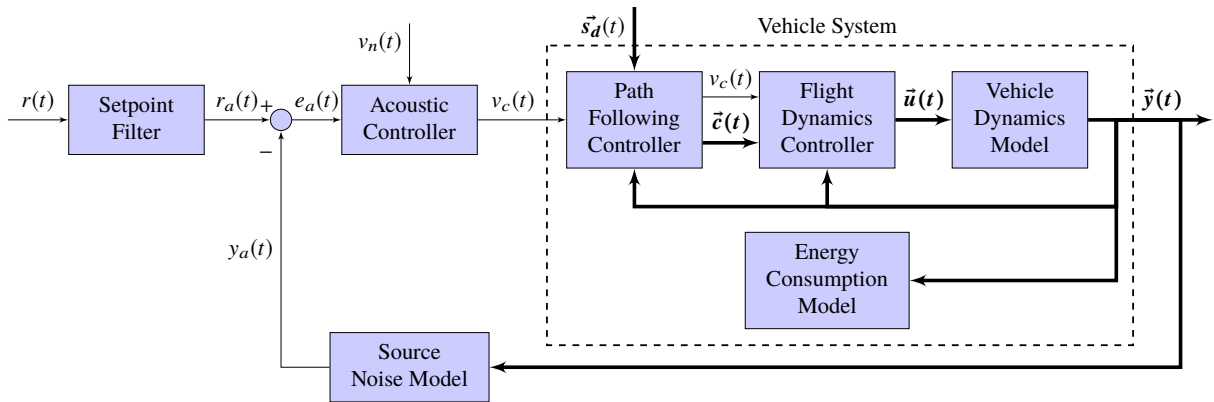 Vehicle System
v_n(t)
s⃗_d(t)
r(t)
Setpoint
Filter
r_a(t)
+
−
e_a(t)
Acoustic
Controller
v_c(t)
Path
Following
Controller
v_c(t)
c⃗(t)
Flight
Dynamics
Controller
u⃗(t)
Vehicle
Dynamics
Model
y⃗(t)
y_a(t)
Energy
Consumption
Model
Source
Noise Model